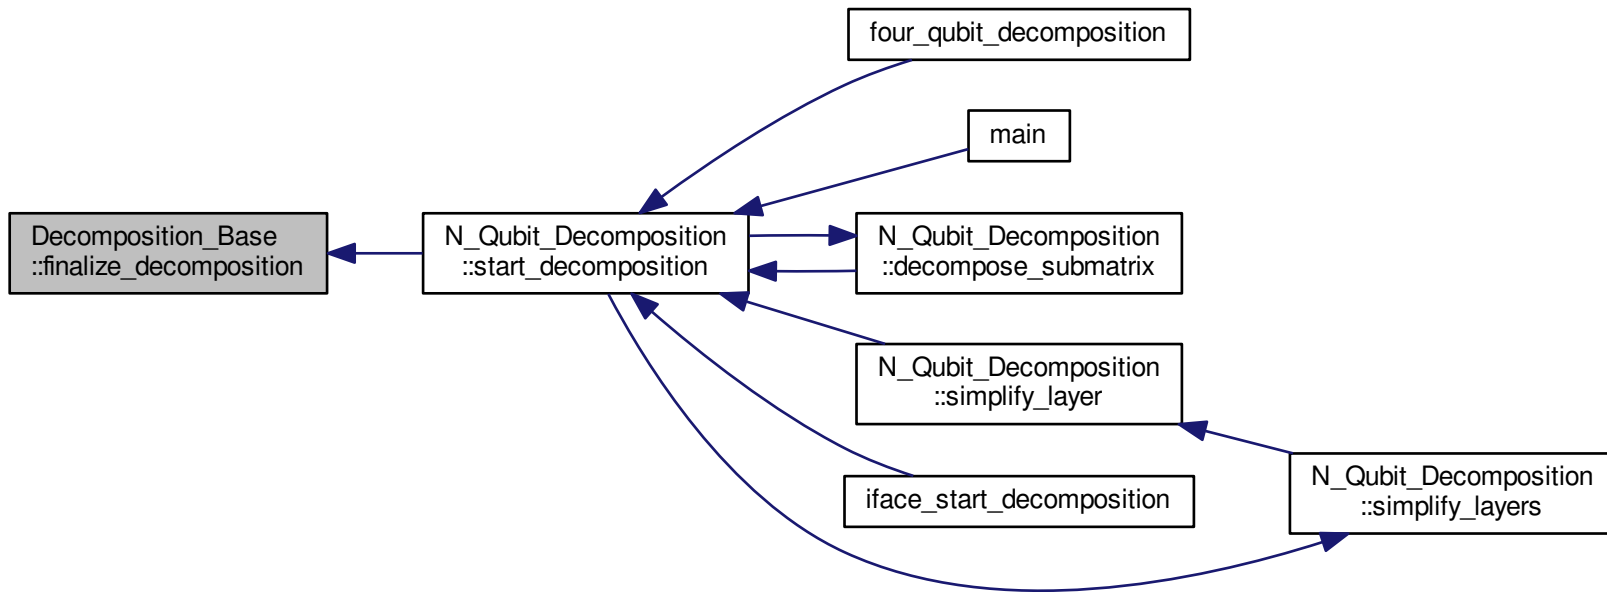 four_qubit_decomposition
main
Decomposition_Base
::finalize_decomposition
N_Qubit_Decomposition
::start_decomposition
N_Qubit_Decomposition
::decompose_submatrix
N_Qubit_Decomposition
::simplify_layer
iface_start_decomposition
N_Qubit_Decomposition
::simplify_layers